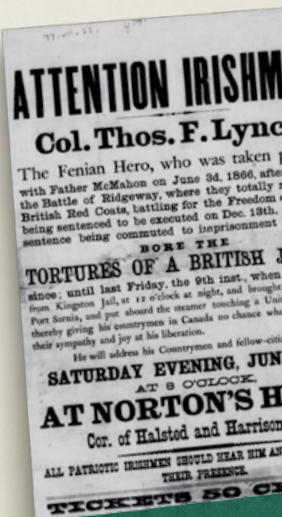 ATTENTION IRISHM
Col. Thos. F. Lync
The Fenian Hero, who was taken p
with Father McMahon on June 3d, 1866, afte
the Battle of Ridgeway, where they totally
British Red Coats, battling for the Freedom
being sentenced to be executed on Dec. 13th,
sentence being commuted to imprisonment
BORE THE
TORTURES OF A BRITISH J
since; until last Friday, the 9th inst., when
from Kingston Jail, at 12 o'clock at night, and brought
Port Sarnia, and put aboard the steamer touching a Uni
thereby giving his countrymen in Canada no chance wha
their sympathy and joy at his liberation.
He will address his Countrymen and fellow-citi
SATURDAY EVENING, JUN
AT 8 O'CLOCK,
AT NORTON'S H
Cor. of Halsted and Harrison
ALL PATRIOTIC IRISHMEN SHOULD HEAR HIM AN
THEIR PRESENCE.
TICKETS 50 CE